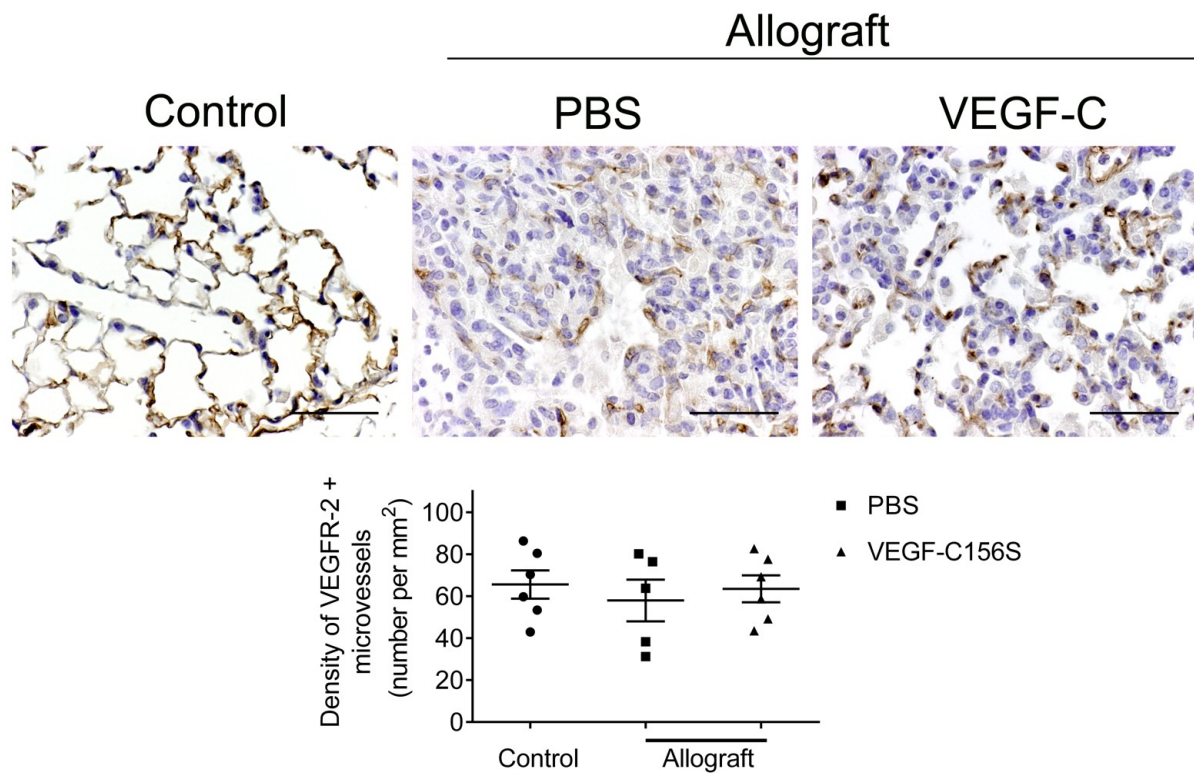 Allograft
Control
PBS
VEGF-C
Density of VEGFR-2 +
microvessels
(number per mm²)
100
80
60
40
20
0
Control
Allograft
PBS
VEGF-C156S